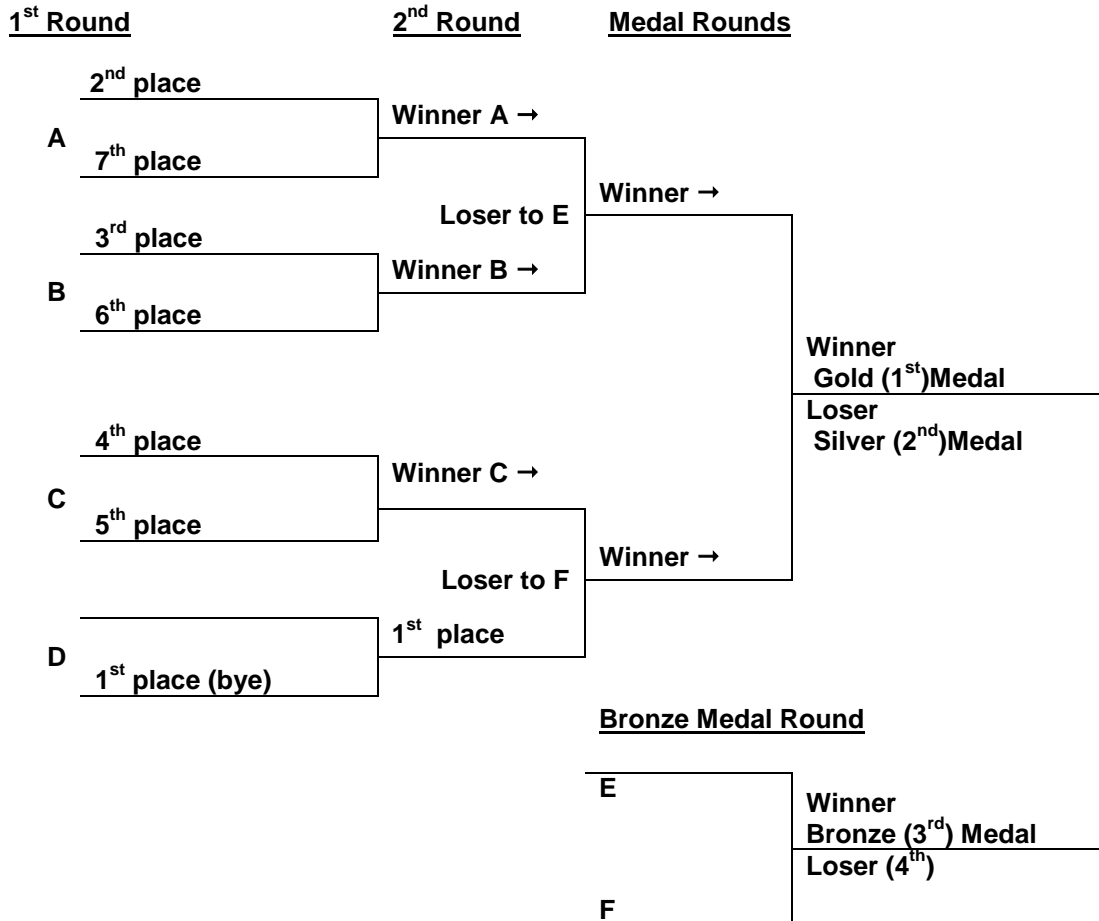 1st Round 2nd Round Medal Rounds
2nd place
Winner A →
A
7th place
Winner →
Loser to E
3rd place
Winner B →
B
6th place
Winner
Gold (1st)Medal
Loser
Silver (2nd)Medal
4th place
Winner C →
C
5th place
Winner →
Loser to F
1st place
D
1st place (bye)
Bronze Medal Round
E
Winner
Bronze (3rd) Medal
Loser (4th)
F